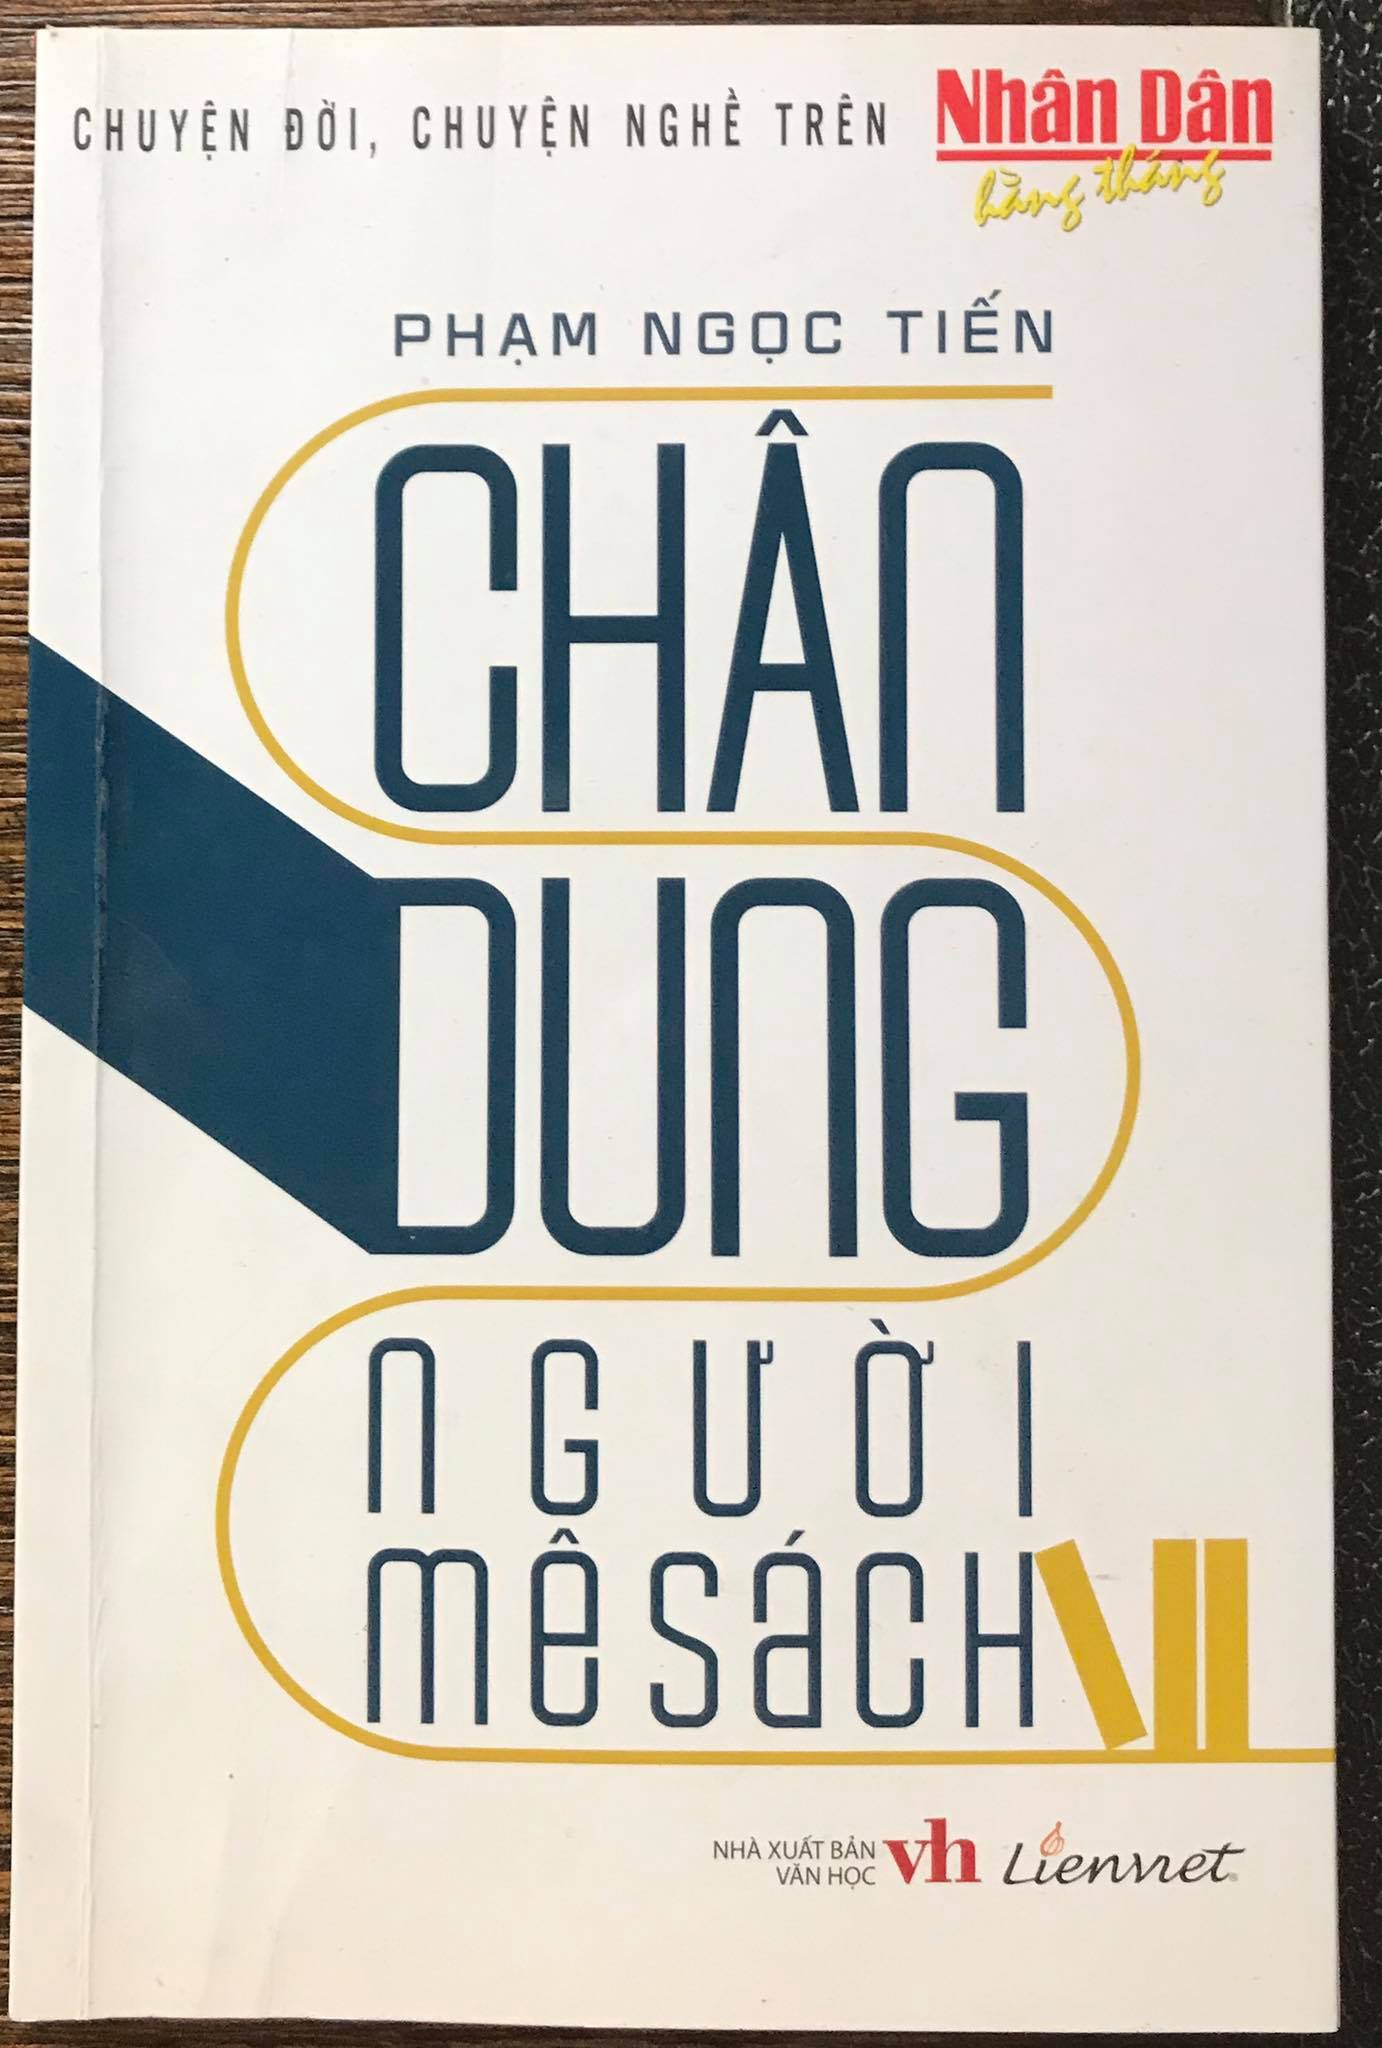 CHUYỆN ĐỜI, CHUYỆN NGHỀ TRÊN
Nhân Dân
hằng tháng
PHẠM NGỌC TIẾN
CHÂN
DUNG
NGƯỜI
MÊ SÁCH
NHÀ XUẤT BẢN
VĂN HỌC
vh
Lienviet